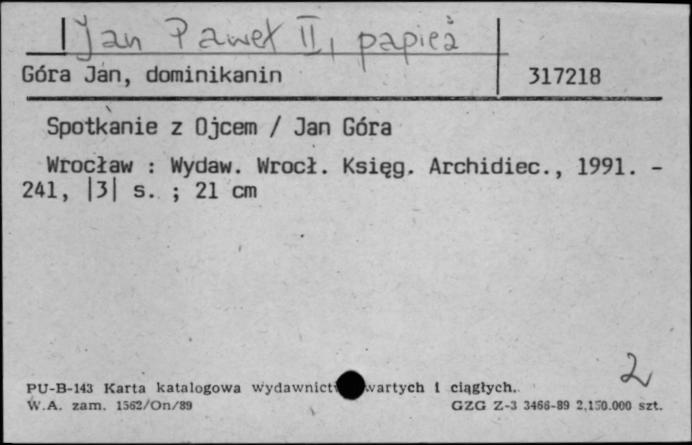 Jan Paweł II, papież
Góra Jan, dominikanin 317218
Spotkanie z Ojcem / Jan Góra
Wrocław : Wydaw. Wrocł. Księg. Archidiec., 1991. -
241, |3| s. ; 21 cm
2
PU-B-143 Karta katalogowa wydawnict wartych i ciągłych.
W.A. zam. 1562/On/89 GZG Z-3 3466-89 2.150.000 szt.